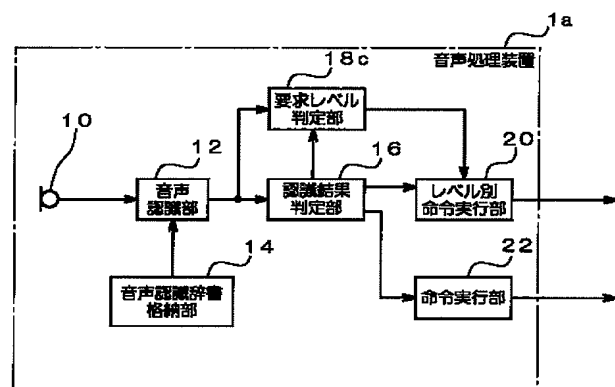 1a
音声処理装置
18c
要求レベル
判定部
10
12
音声
認識部
16
認識結果
判定部
20
レベル別
命令実行部
14
音声認識辞書
格納部
22
命令実行部